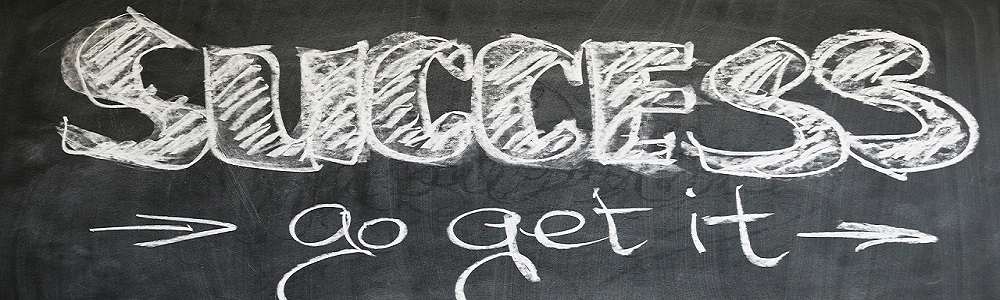 SUCCESS
→ go get it →